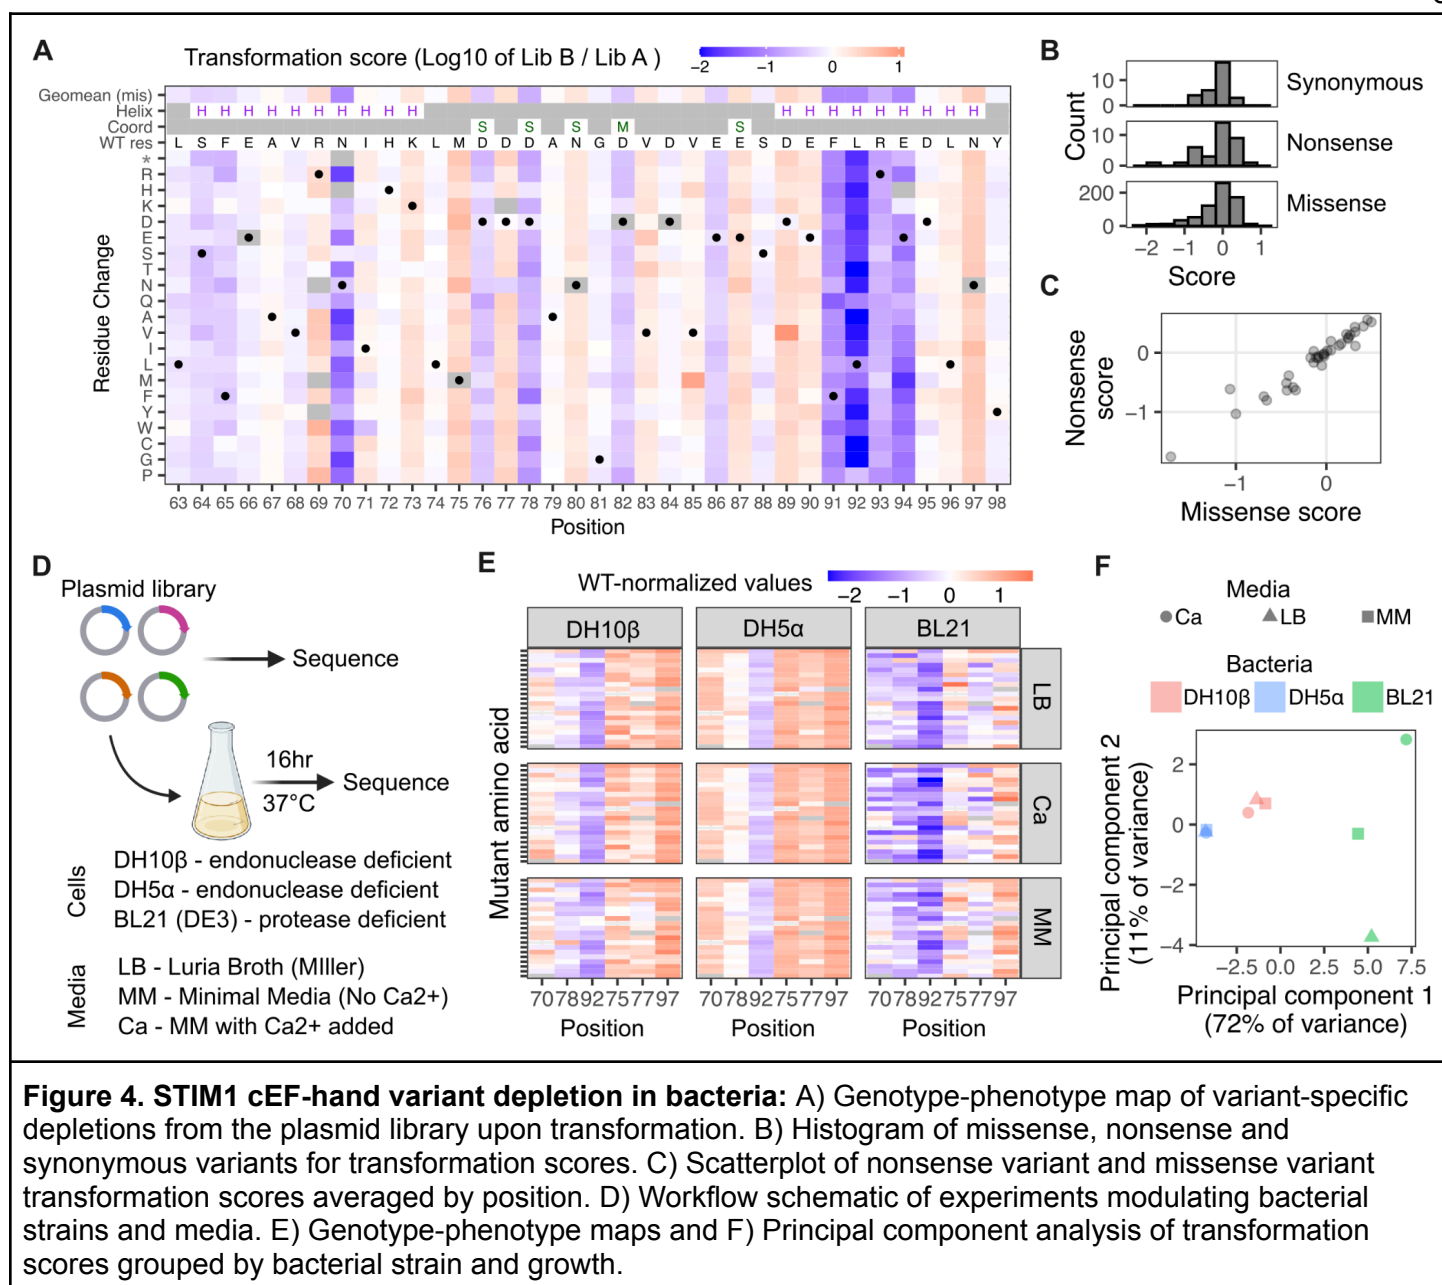 A
Transformation score (Log10 of Lib B / Lib A )
−2 −1 0 1
Geomean (mis)
Helix H H H H H H H H H H H H H H H H H H H
Coord S S S M S
WT res L S F E A V R N I H K L M D D D A N G D V D V E E S D E F L R E D L N Y
Residue Change
*
R
H
K
D
E
S
T
N
Q
A
V
I
L
M
F
Y
W
C
G
P
63 64 65 66 67 68 69 70 71 72 73 74 75 76 77 78 79 80 81 82 83 84 85 86 87 88 89 90 91 92 93 94 95 96 97 98
Position
B
Count
10
0
Synonymous
10
0
Nonsense
200
0
Missense
−2 −1 0 1
Score
C
Nonsense
score
0
−1
−1 0
Missense score
D
Plasmid library
Sequence
16hr
37°C
Sequence
Cells
DH10β - endonuclease deficient
DH5α - endonuclease deficient
BL21 (DE3) - protease deficient
Media
LB - Luria Broth (MIller)
MM - Minimal Media (No Ca2+)
Ca - MM with Ca2+ added
E
WT-normalized values
−2 −1 0 1
DH10β DH5α BL21
Mutant amino acid
LB
Ca
MM
70 78 92 75 77 97 70 78 92 75 77 97 70 78 92 75 77 97
Position Position Position
F
Media
Ca LB MM
Bacteria
DH10β DH5α BL21
Principal component 2
(11% of variance)
2
0
−2
−4
−2.5 0.0 2.5 5.0 7.5
Principal component 1
(72% of variance)
Figure 4. STIM1 cEF-hand variant depletion in bacteria: A) Genotype-phenotype map of variant-specific
depletions from the plasmid library upon transformation. B) Histogram of missense, nonsense and
synonymous variants for transformation scores. C) Scatterplot of nonsense variant and missense variant
transformation scores averaged by position. D) Workflow schematic of experiments modulating bacterial
strains and media. E) Genotype-phenotype maps and F) Principal component analysis of transformation
scores grouped by bacterial strain and growth.